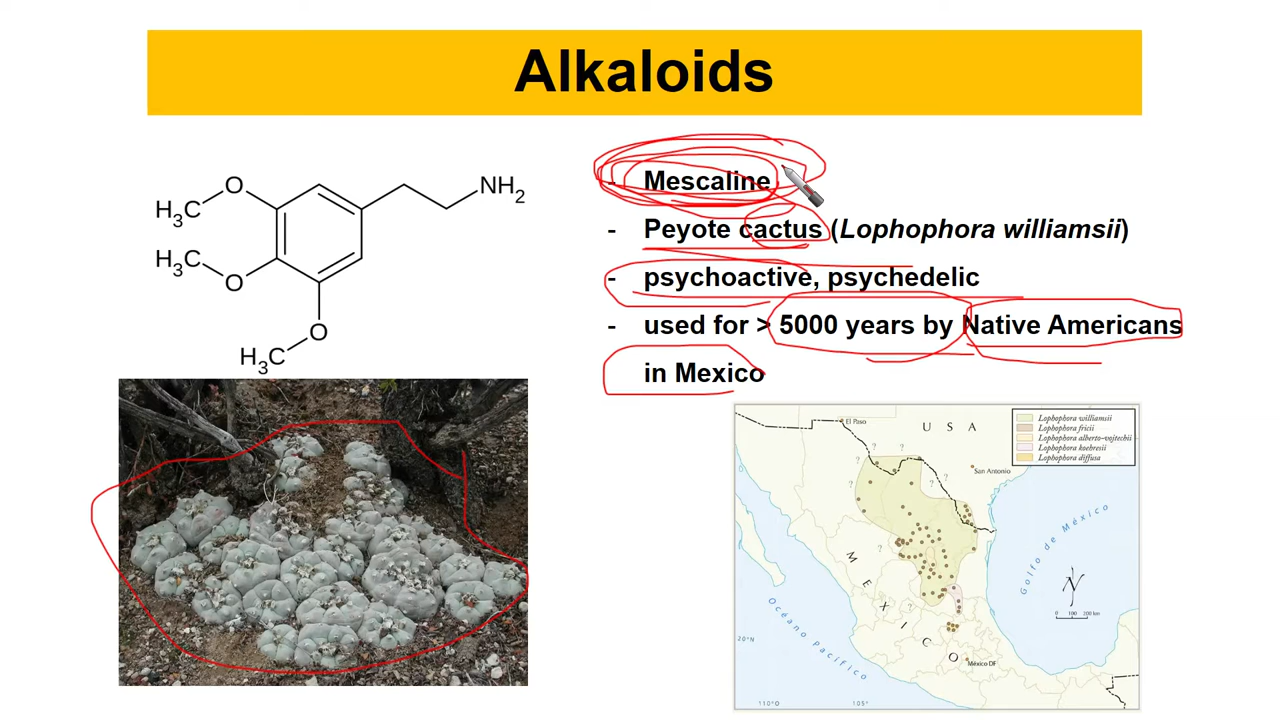 Alkaloids
- Mescaline
- Peyote cactus (Lophophora williamsii)
- psychoactive, psychedelic
- used for > 5000 years by Native Americans
in Mexico
O
H₃C
NH₂
H₃C
O
O
H₃C
El Paso
U S A
Lophophora williamsii
Lophophora fricii
Lophophora alberto-vojtechii
Lophophora koehresii
Lophophora diffusa
San Antonio
?
?
?
?
?
?
Golfo de México
M E X I C O
N
0 100 200 km
Océano Pacífico
20°N
México DF
110°O
105°